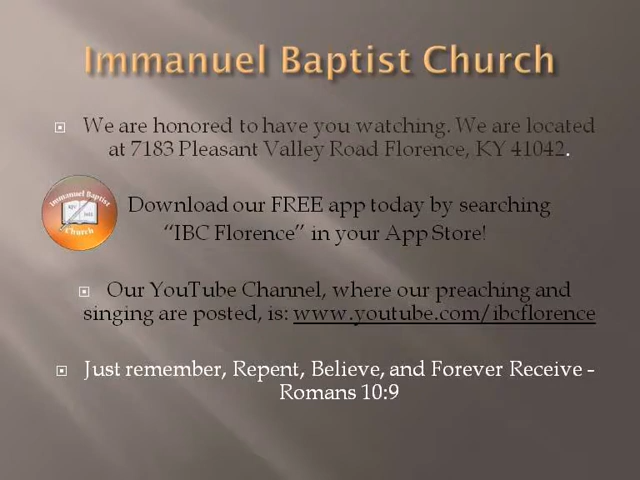 Immanuel Baptist Church
We are honored to have you watching. We are located
at 7183 Pleasant Valley Road Florence, KY 41042.
Immanuel Baptist
Church
Download our FREE app today by searching
“IBC Florence” in your App Store!
Our YouTube Channel, where our preaching and
singing are posted, is: www.youtube.com/ibcflorence
Just remember, Repent, Believe, and Forever Receive -
Romans 10:9